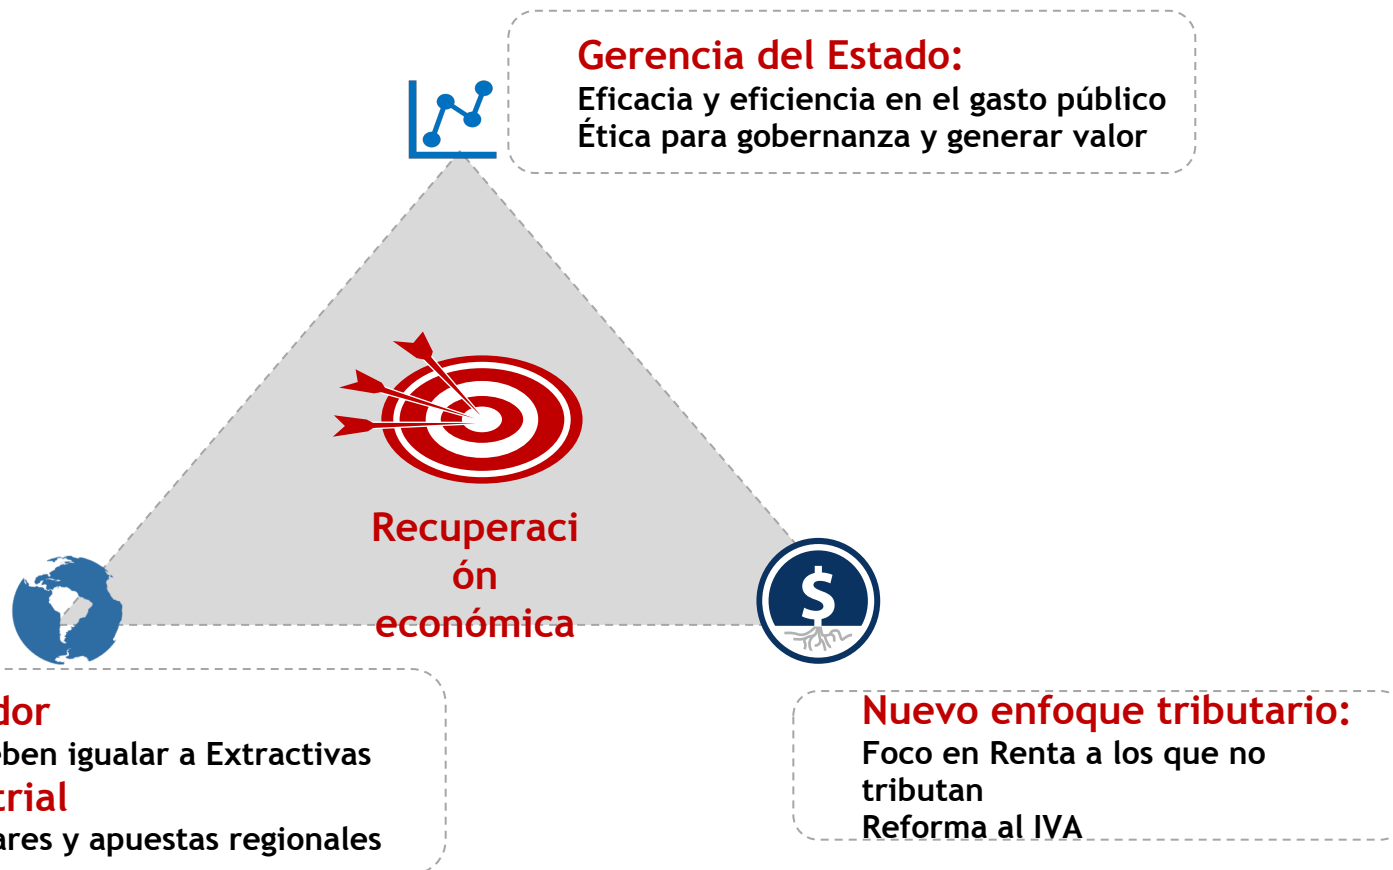 Gerencia del Estado:
Eficacia y eficiencia en el gasto público
Ética para gobernanza y generar valor
$
Recuperaci
ón
económica
dor
ben igualar a Extractivas
trial
ares y apuestas regionales
Nuevo enfoque tributario:
Foco en Renta a los que no
tributan
Reforma al IVA